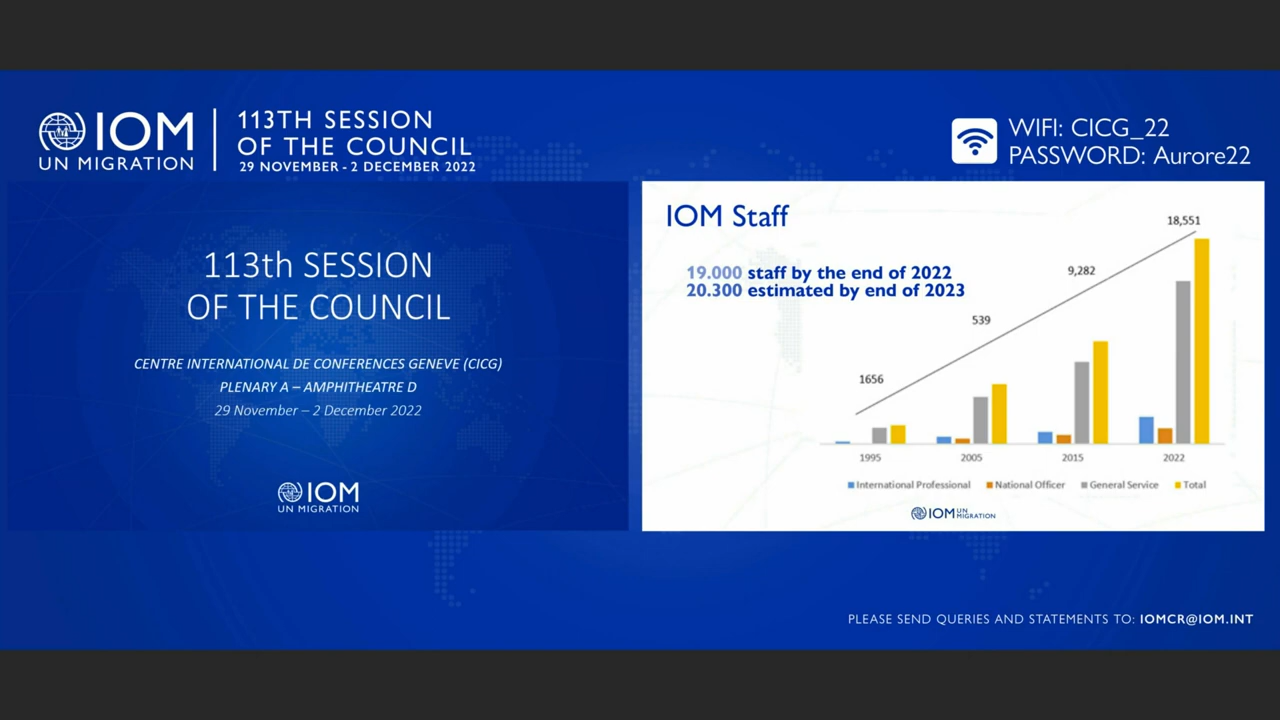 IOM
UN MIGRATION
113TH SESSION
OF THE COUNCIL
29 NOVEMBER - 2 DECEMBER 2022
WIFI: CICG_22
PASSWORD: Aurore22
113th SESSION
OF THE COUNCIL
CENTRE INTERNATIONAL DE CONFERENCES GENEVE (CICG)
PLENARY A – AMPHITHEATRE D
29 November – 2 December 2022
IOM
UN MIGRATION
IOM Staff
19.000 staff by the end of 2022
20.300 estimated by end of 2023
18,551
9,282
539
1656
1995 2005 2015 2022
International Professional National Officer General Service Total
IOM UN MIGRATION
PLEASE SEND QUERIES AND STATEMENTS TO: IOMCR@IOM.INT